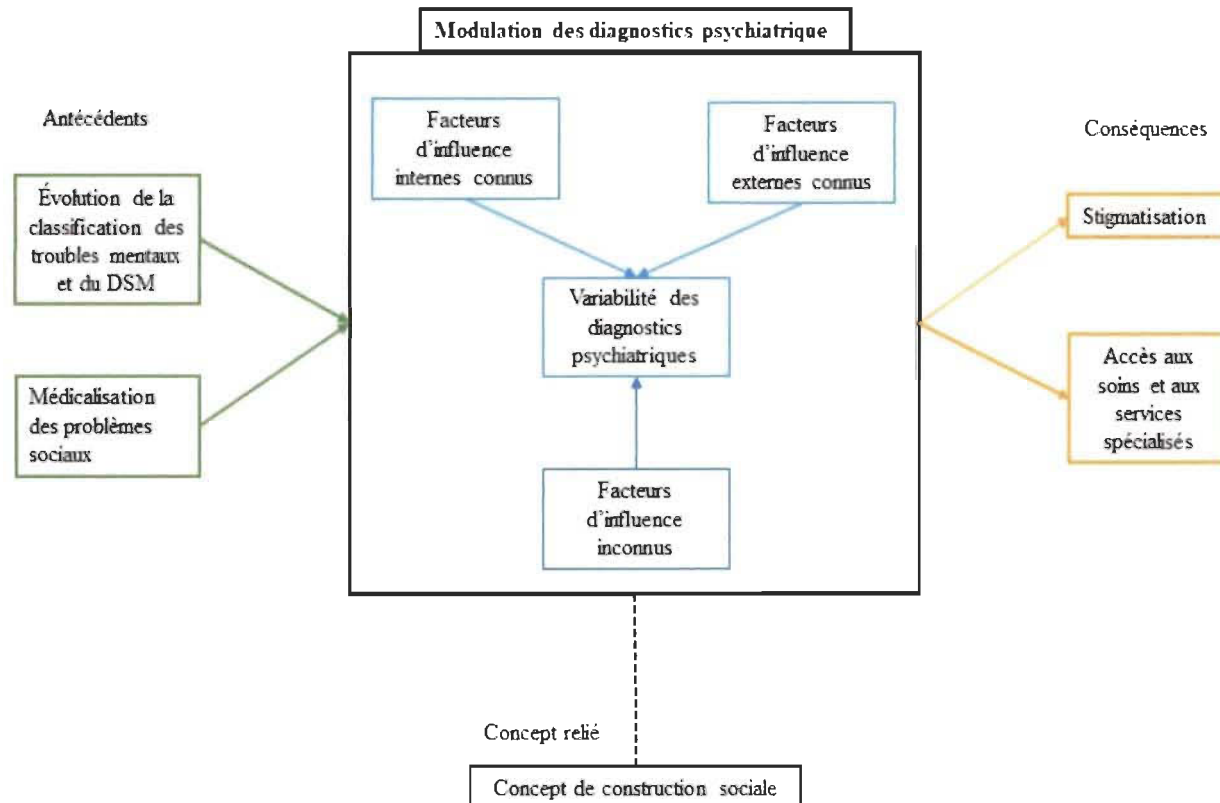 Modulation des diagnostics psychiatrique
Antécédents
Évolution de la
classification des
troubles mentaux
et du DSM
Médicalisation
des problèmes
sociaux
Facteurs
d'influence
internes connus
Facteurs
d'influence
externes connus
Variabilité des
diagnostics
psychiatriques
Facteurs
d'influence
inconnus
Conséquences
Stigmatisation
Accès aux
soins et aux
services
spécialisés
Concept relié
Concept de construction sociale